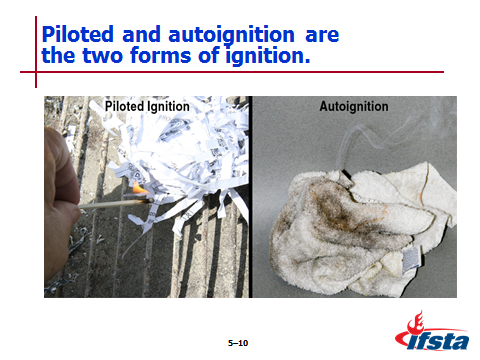 Piloted and autoignition are
the two forms of ignition.
Piloted Ignition
Autoignition
5–10
ifsta